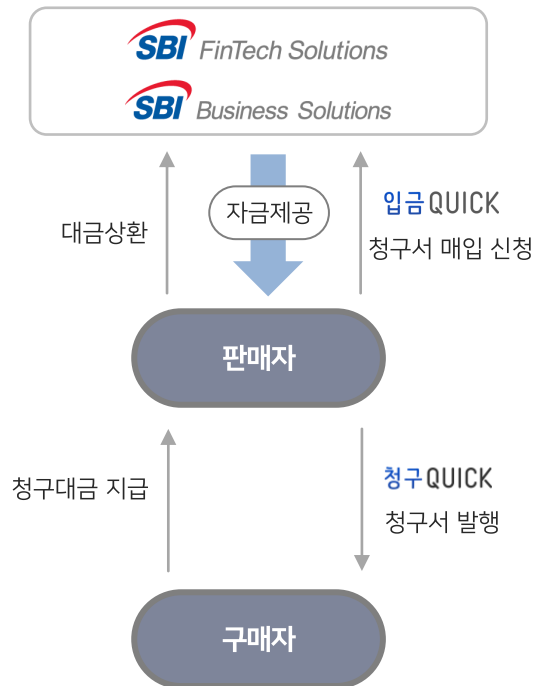 SBI FinTech Solutions
SBI Business Solutions
대금상환
자금제공
입금QUICK
청구서 매입 신청
판매자
청구대금 지급
청구QUICK
청구서 발행
구매자